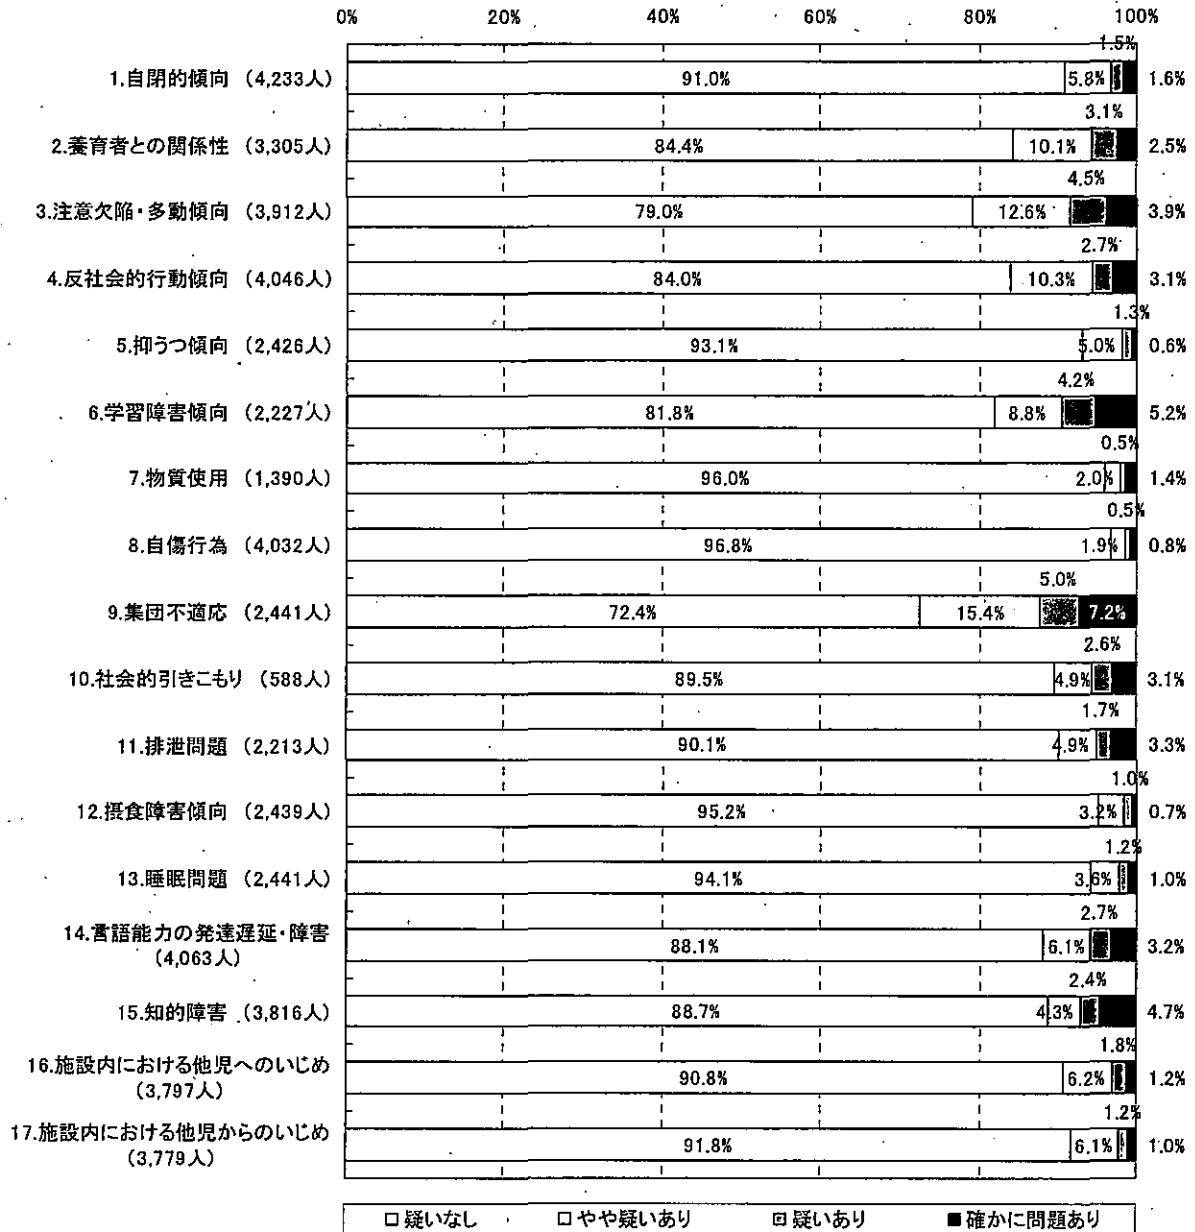 0% 20% 40% 60% 80% 100%
1.5%
1.自閉的傾向 (4,233人) 91.0% 5.8% 1.6%
3.1%
2.養育者との関係性 (3,305人) 84.4% 10.1% 2.5%
4.5%
3.注意欠陥・多動傾向 (3,912人) 79.0% 12.6% 3.9%
2.7%
4.反社会的行動傾向 (4,046人) 84.0% 10.3% 3.1%
1.3%
5.抑うつ傾向 (2,426人) 93.1% 5.0% 0.6%
4.2%
6.学習障害傾向 (2,227人) 81.8% 8.8% 5.2%
0.5%
7.物質使用 (1,390人) 96.0% 2.0% 1.4%
0.5%
8.自傷行為 (4,032人) 96.8% 1.9% 0.8%
5.0%
9.集団不適応 (2,441人) 72.4% 15.4% 7.2%
2.6%
10.社会的引きこもり (588人) 89.5% 4.9% 3.1%
1.7%
11.排泄問題 (2,213人) 90.1% 4.9% 3.3%
1.0%
12.摂食障害傾向 (2,439人) 95.2% 3.2% 0.7%
1.2%
13.睡眠問題 (2,441人) 94.1% 3.6% 1.0%
2.7%
14.言語能力の発達遅延・障害
(4,063人) 88.1% 6.1% 3.2%
2.4%
15.知的障害 (3,816人) 88.7% 4.3% 4.7%
1.8%
16.施設内における他児へのいじめ
(3,797人) 90.8% 6.2% 1.2%
1.2%
17.施設内における他児からのいじめ
(3,779人) 91.8% 6.1% 1.0%
疑いなし やや疑いあり 疑いあり 確かに問題あり